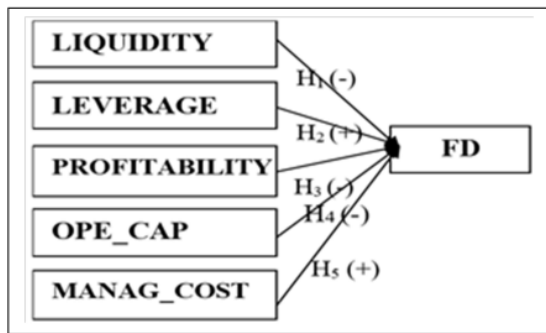 LIQUIDITY
H₁ (-)
LEVERAGE
H₂ (+)
FD
PROFITABILITY
H₃ (-)
H₄ (-)
OPE_CAP
H₅ (+)
MANAG_COST